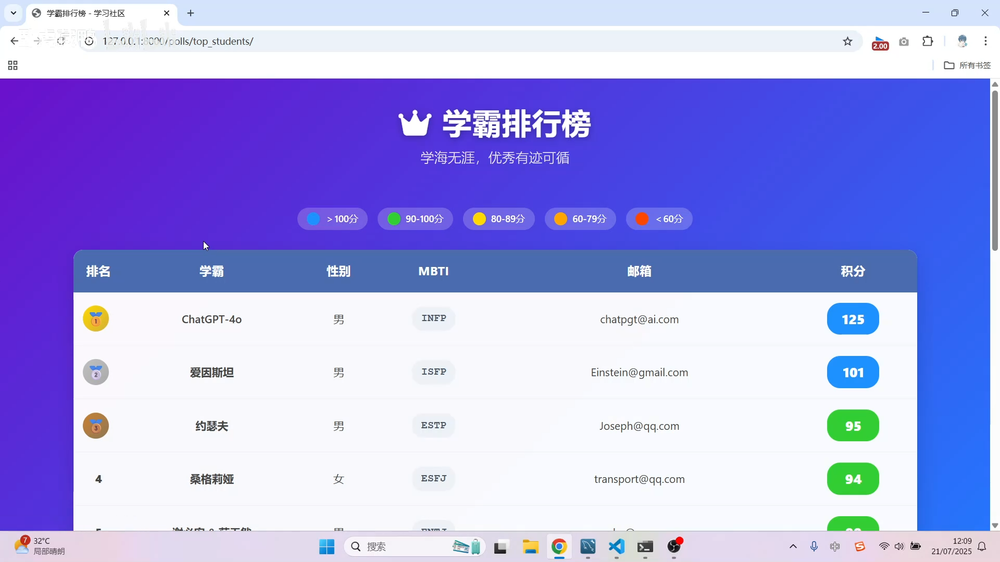 学霸排行榜 - 学习社区
127.0.0.1:8000/polls/top_students/
2.00
所有书签
学霸排行榜
学海无涯，优秀有迹可循
> 100分
90-100分
80-89分
60-79分
< 60分
排名 学霸 性别 MBTI 邮箱 积分
1 ChatGPT-4o 男 INFP chatpgt@ai.com 125
2 爱因斯坦 男 ISFP Einstein@gmail.com 101
3 约瑟夫 男 ESTP Joseph@qq.com 95
4 桑格莉娅 女 ESFJ transport@qq.com 94
7
32°C
局部晴朗
搜索
中
12:09
21/07/2025